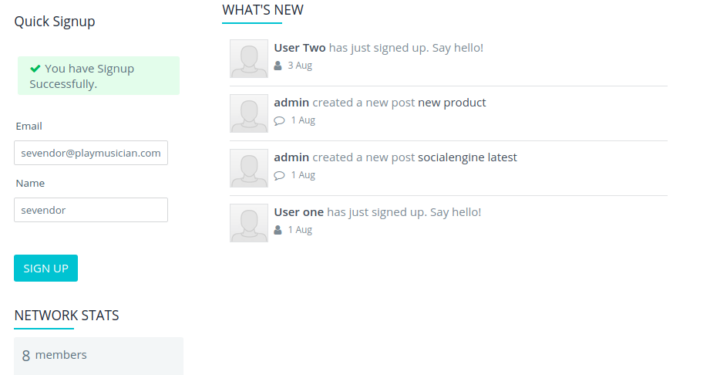 Quick Signup
You have Signup
Successfully.
Email
sevendor@playmusician.com
Name
sevendor
SIGN UP
NETWORK STATS
8 members
WHAT'S NEW
User Two has just signed up. Say hello!
3 Aug
admin created a new post new product
1 Aug
admin created a new post socialengine latest
1 Aug
User one has just signed up. Say hello!
1 Aug